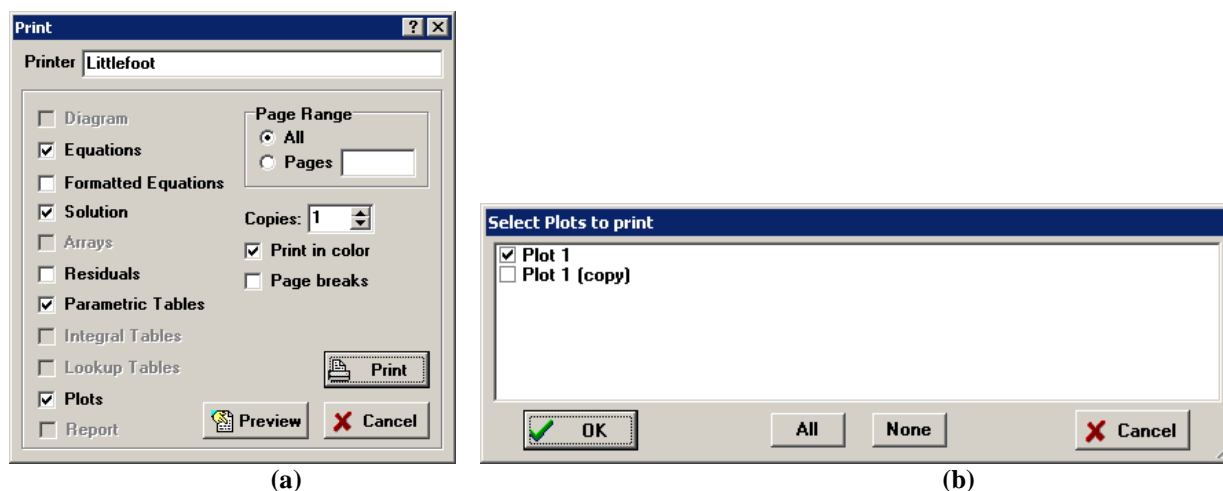 Print
Printer Littlefoot
Diagram
Equations
Formatted Equations
Solution
Arrays
Residuals
Parametric Tables
Integral Tables
Lookup Tables
Plots
Report
Page Range
All
Pages
Copies: 1
Print in color
Page breaks
Print
Preview
Cancel
(a)
Select Plots to print
Plot 1
Plot 1 (copy)
OK
All
None
Cancel
(b)